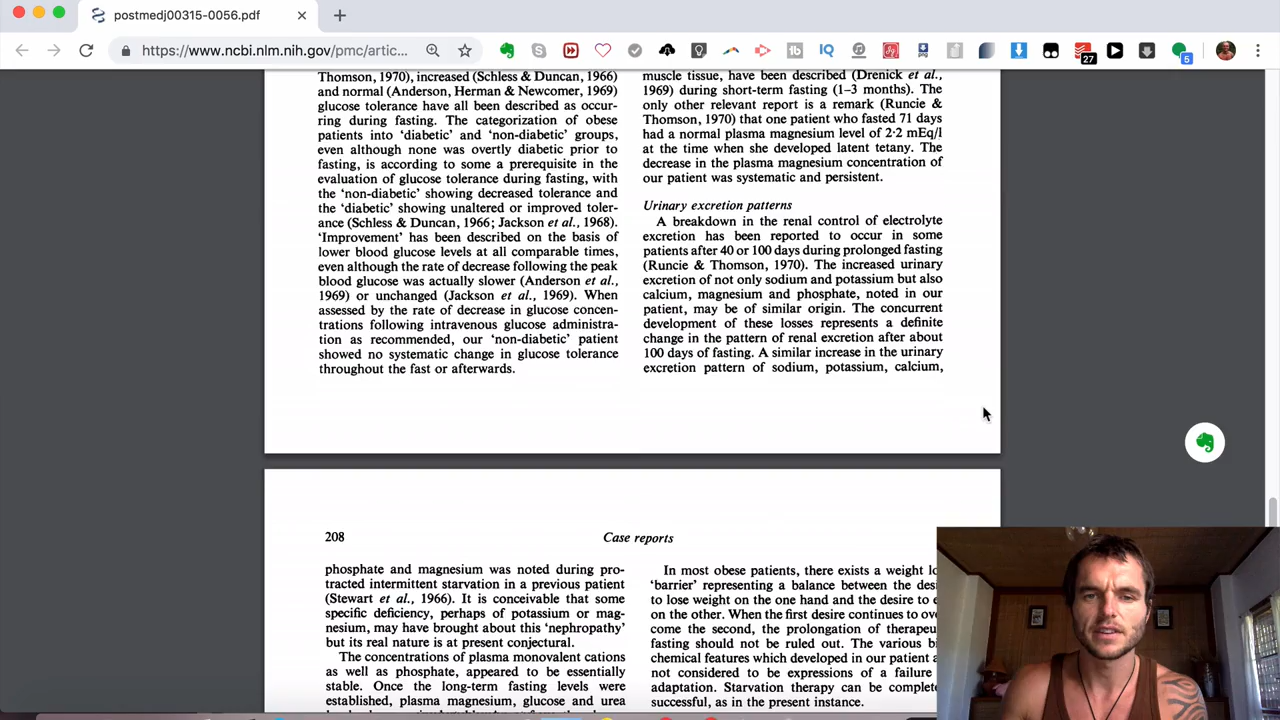 postmedj00315-0056.pdf
https://www.ncbi.nlm.nih.gov/pmc/artic...
27
5
Thomson, 1970), increased (Schless & Duncan, 1966)
and normal (Anderson, Herman & Newcomer, 1969)
glucose tolerance have all been described as occur-
ring during fasting. The categorization of obese
patients into 'diabetic' and 'non-diabetic' groups,
even although none was overtly diabetic prior to
fasting, is according to some a prerequisite in the
evaluation of glucose tolerance during fasting, with
the 'non-diabetic' showing decreased tolerance and
the 'diabetic' showing unaltered or improved toler-
ance (Schless & Duncan, 1966; Jackson et al., 1968).
'Improvement' has been described on the basis of
lower blood glucose levels at all comparable times,
even although the rate of decrease following the peak
blood glucose was actually slower (Anderson et al.,
1969) or unchanged (Jackson et al., 1969). When
assessed by the rate of decrease in glucose concen-
trations following intravenous glucose administra-
tion as recommended, our 'non-diabetic' patient
showed no systematic change in glucose tolerance
throughout the fast or afterwards.
muscle tissue, have been described (Drenick et al.,
1969) during short-term fasting (1–3 months). The
only other relevant report is a remark (Runcie &
Thomson, 1970) that one patient who fasted 71 days
had a normal plasma magnesium level of 2·2 mEq/l
at the time when she developed latent tetany. The
decrease in the plasma magnesium concentration of
our patient was systematic and persistent.
Urinary excretion patterns
A breakdown in the renal control of electrolyte
excretion has been reported to occur in some
patients after 40 or 100 days during prolonged fasting
(Runcie & Thomson, 1970). The increased urinary
excretion of not only sodium and potassium but also
calcium, magnesium and phosphate, noted in our
patient, may be of similar origin. The concurrent
development of these losses represents a definite
change in the pattern of renal excretion after about
100 days of fasting. A similar increase in the urinary
excretion pattern of sodium, potassium, calcium,
208
Case reports
phosphate and magnesium was noted during pro-
tracted intermittent starvation in a previous patient
(Stewart et al., 1966). It is conceivable that some
specific deficiency, perhaps of potassium or mag-
nesium, may have brought about this 'nephropathy'
but its real nature is at present conjectural.
The concentrations of plasma monovalent cations
as well as phosphate, appeared to be essentially
stable. Once the long-term fasting levels were
established, plasma magnesium, glucose and urea
In most obese patients, there exists a weight
'barrier' representing a balance between the
to lose weight on the one hand and the desire to
on the other. When the first desire continues to
come the second, the prolongation of
fasting should not be ruled out. The various
chemical features which developed in our patient
not considered to be expressions of a failure
adaptation. Starvation therapy can be
successful, as in the present instance.